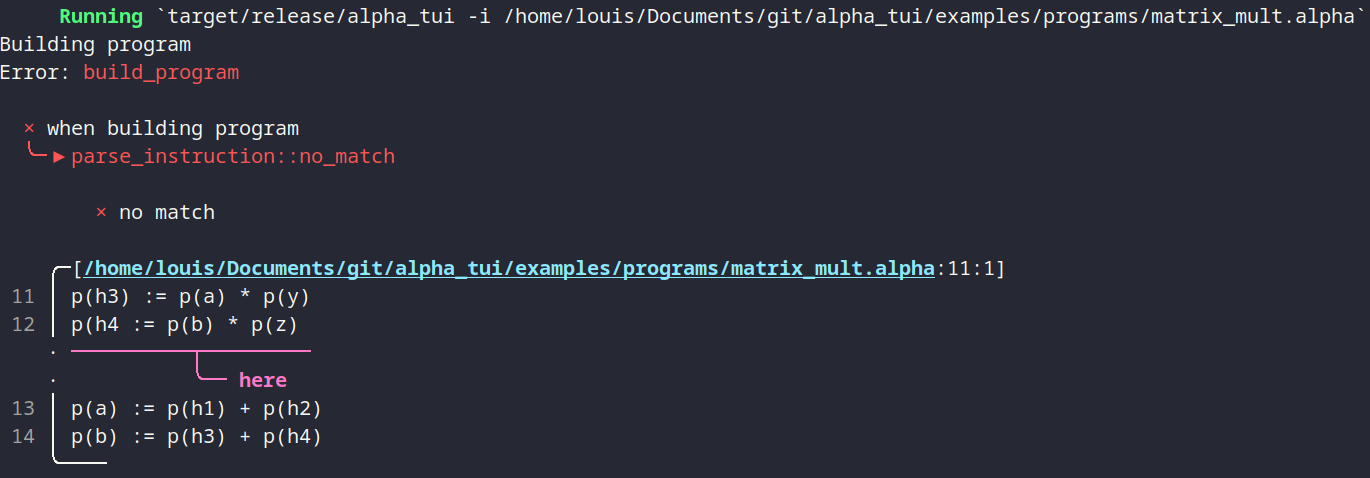 Running `target/release/alpha_tui -i /home/louis/Documents/git/alpha_tui/examples/programs/matrix_mult.alpha`
Building program
Error: build_program
× when building program
parse_instruction::no_match
× no match
[/home/louis/Documents/git/alpha_tui/examples/programs/matrix_mult.alpha:11:1]
11 p(h3) := p(a) * p(y)
12 p(h4 := p(b) * p(z)
here
13 p(a) := p(h1) + p(h2)
14 p(b) := p(h3) + p(h4)